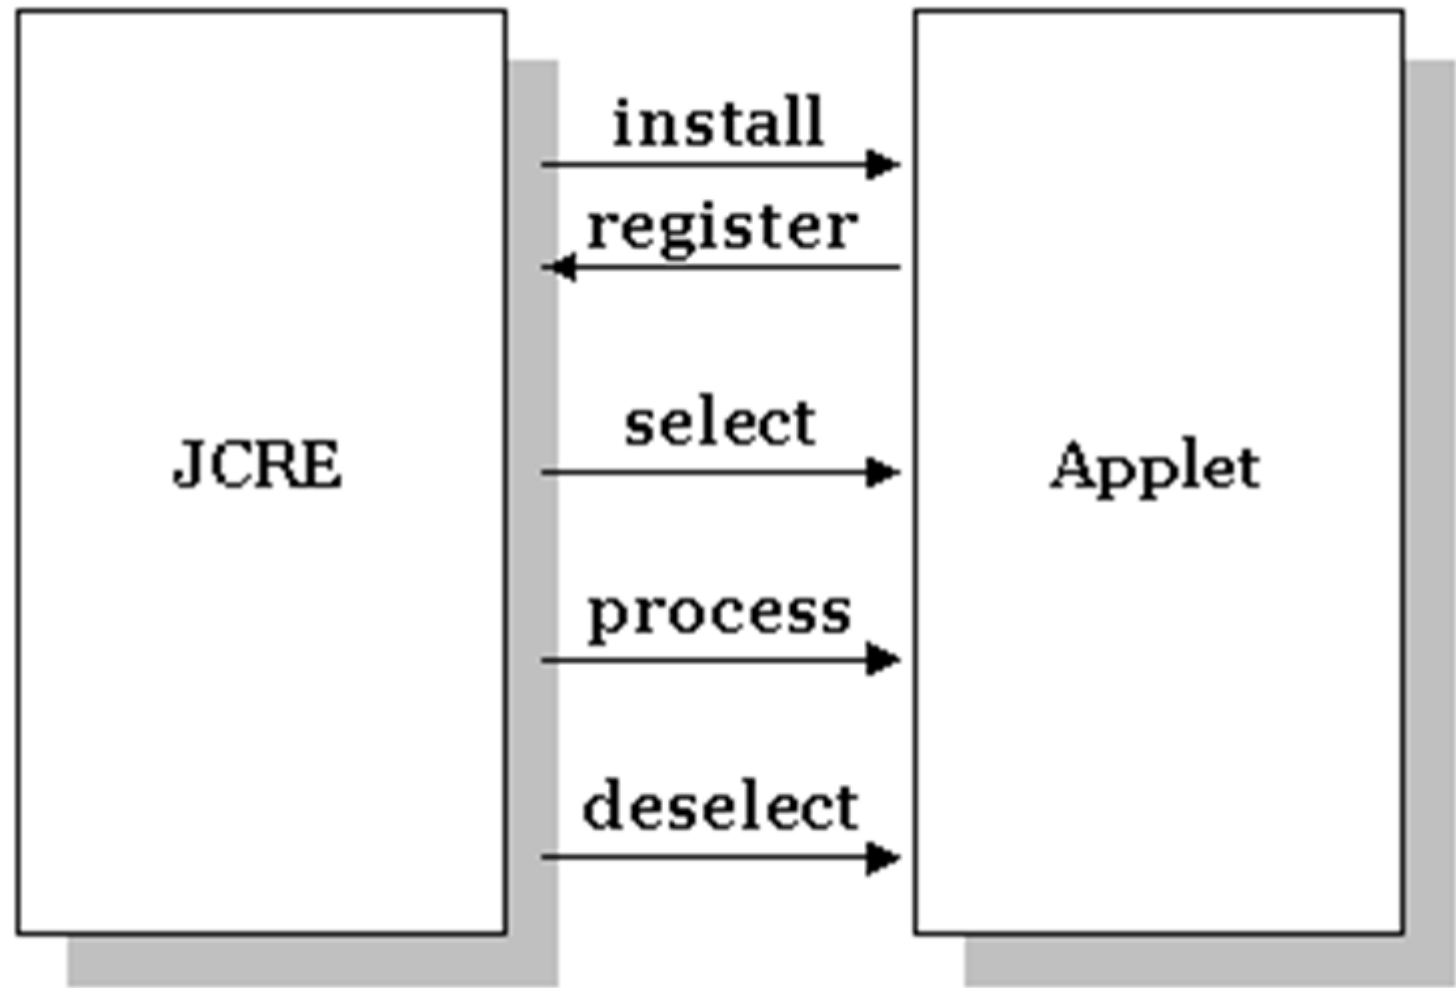 install
register
select
JCRE
Applet
process
deselect